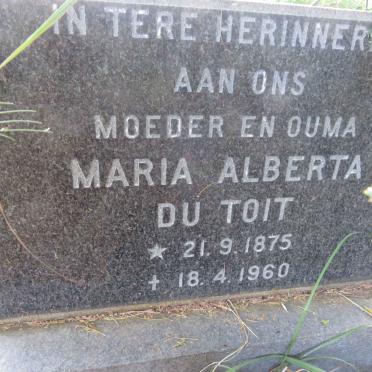 IN TERE HERINNER
AAN ONS
MOEDER EN OUMA
MARIA ALBERTA
DU TOIT
★ 21.9.1875
+ 18.4.1960